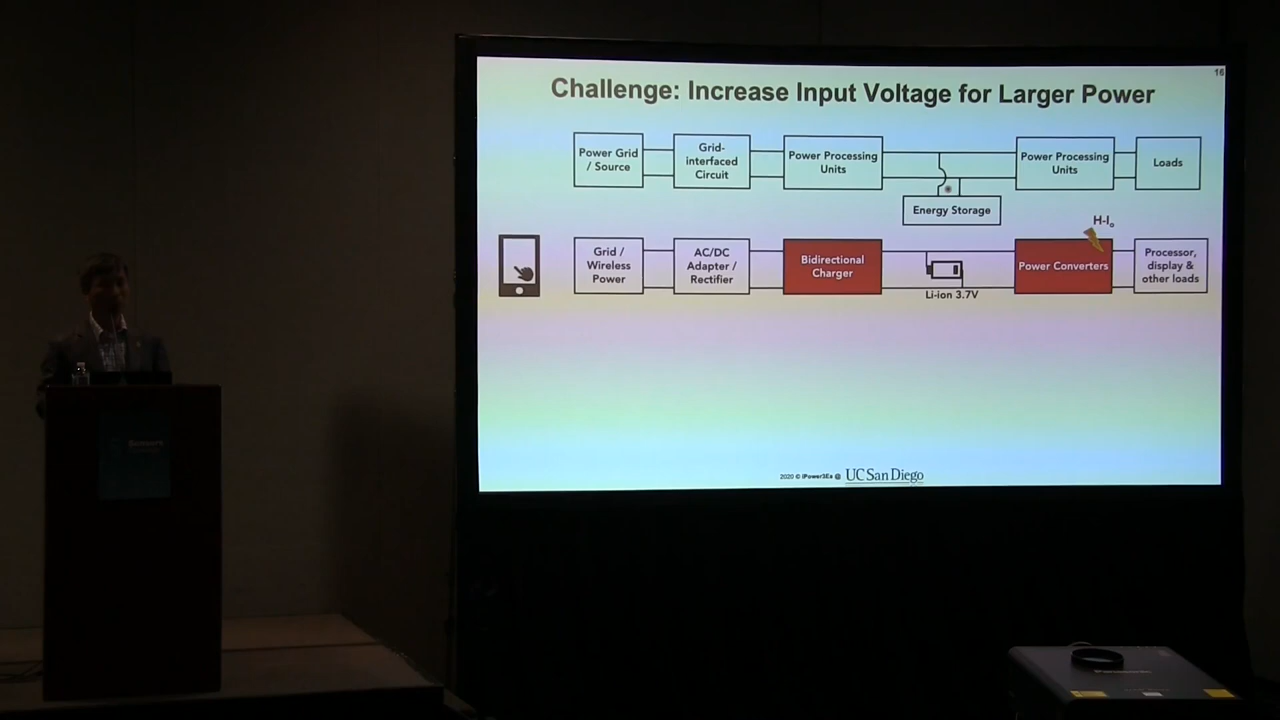 16
Challenge: Increase Input Voltage for Larger Power
Power Grid
/ Source
Grid-
interfaced
Circuit
Power Processing
Units
Power Processing
Units
Loads
Energy Storage
H-Iₒ
Grid /
Wireless
Power
AC/DC
Adapter /
Rectifier
Bidirectional
Charger
Li-ion 3.7V
Power Converters
Processor,
display &
other loads
2020 © iPower3Es @ UC San Diego